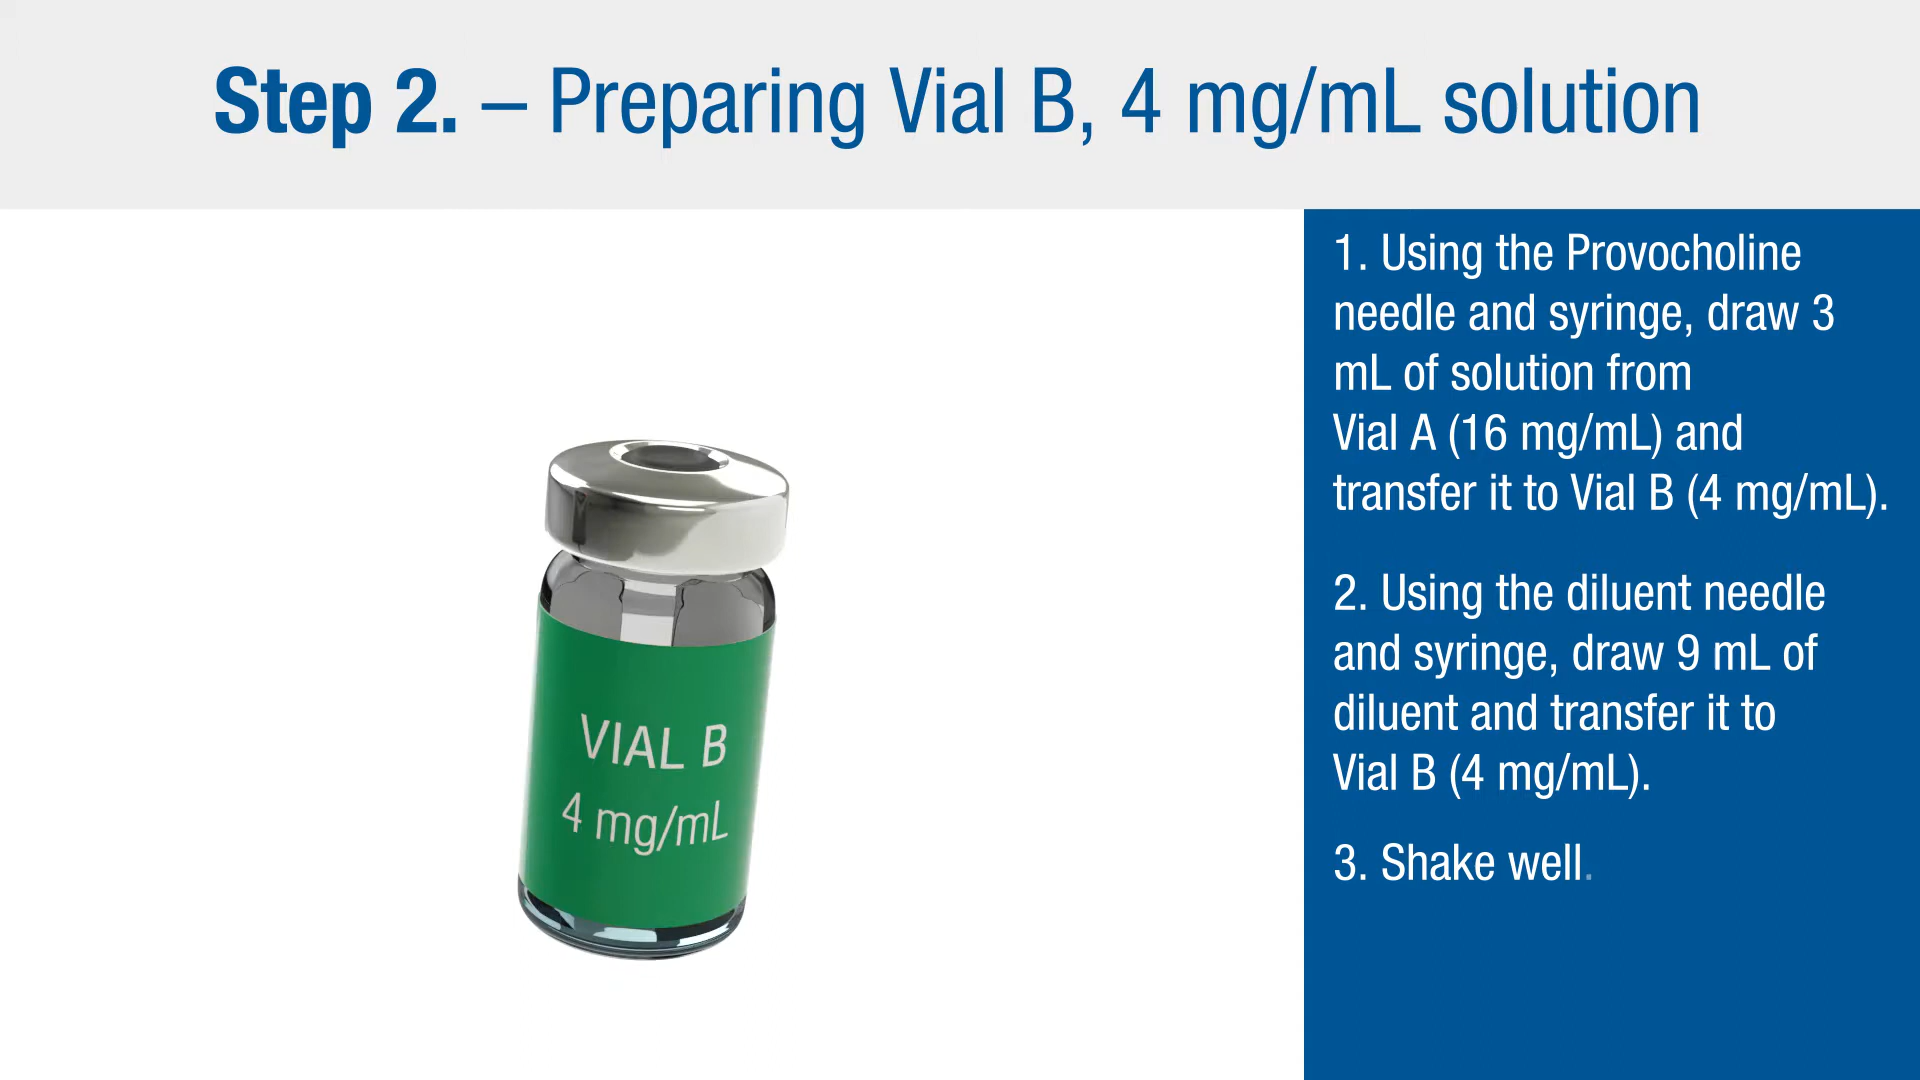 Step 2. – Preparing Vial B, 4 mg/mL solution
1. Using the Provocholine
needle and syringe, draw 3
mL of solution from
Vial A (16 mg/mL) and
transfer it to Vial B (4 mg/mL).
2. Using the diluent needle
and syringe, draw 9 mL of
diluent and transfer it to
Vial B (4 mg/mL).
3. Shake well.
VIAL B
4 mg/mL